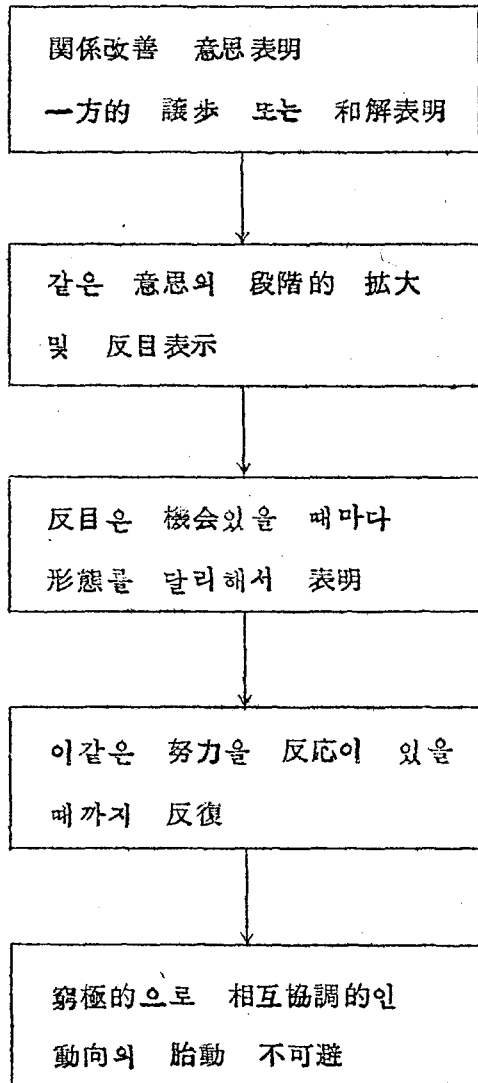 関係改善 意思表明
一方的 譲歩 또는 和解表明
같은 意思의 段階的 拡大
및 反目表示
反目은 機会있을 때마다
形態를 달리해서 表明
이같은 努力을 反応이 있을
때까지 反復
窮極的으로 相互協調的인
動向의 胎動 不可避